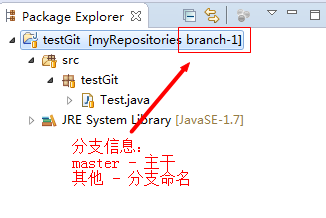 Package Explorer
testGit [myRepositories branch-1]
src
testGit
Test.java
JRE System Library [JavaSE-1.7]
分支信息:
master - 主干
其他 - 分支命名